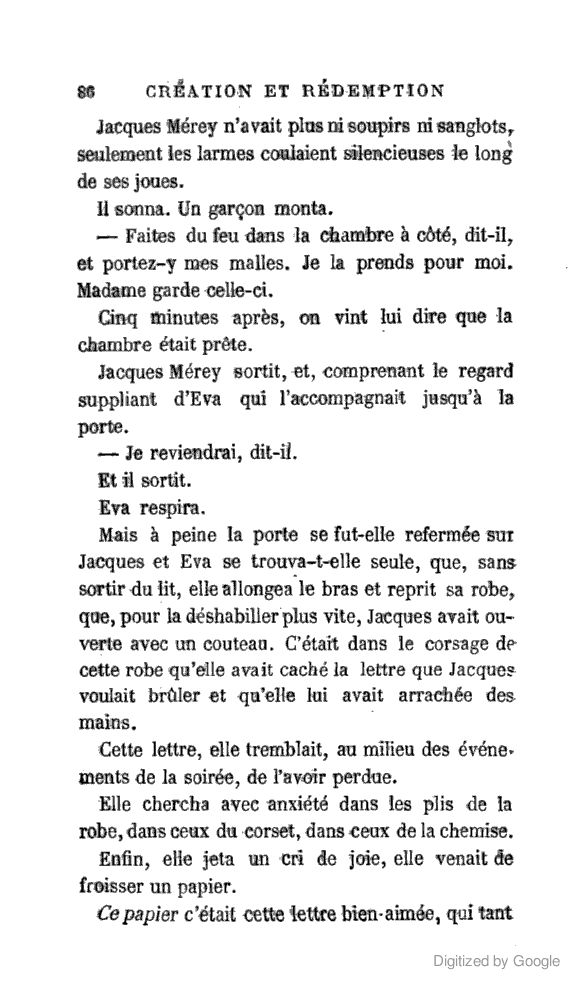 86 CRÉATION ET RÉDEMPTION
Jacques Mérey n'avait plus ni soupirs ni sanglots,
seulement les larmes coulaient silencieuses le long
de ses joues.
Il sonna. Un garçon monta.
— Faites du feu dans la chambre à côté, dit-il,
et portez-y mes malles. Je la prends pour moi.
Madame garde celle-ci.
Cinq minutes après, on vint lui dire que la
chambre était prête.
Jacques Mérey sortit, et, comprenant le regard
suppliant d'Eva qui l'accompagnait jusqu'à la
porte.
— Je reviendrai, dit-il.
Et il sortit.
Eva respira.
Mais à peine la porte se fut-elle refermée sur
Jacques et Eva se trouva-t-elle seule, que, sans
sortir du lit, elle allongea le bras et reprit sa robe,
que, pour la déshabiller plus vite, Jacques avait ou-
verte avec un couteau. C'était dans le corsage de
cette robe qu'elle avait caché la lettre que Jacques
voulait brûler et qu'elle lui avait arrachée des
mains.
Cette lettre, elle tremblait, au milieu des événe-
ments de la soirée, de l'avoir perdue.
Elle chercha avec anxiété dans les plis de la
robe, dans ceux du corset, dans ceux de la chemise.
Enfin, elle jeta un cri de joie, elle venait de
froisser un papier.
Ce papier c'était cette lettre bien-aimée, qui tant
Digitized by Google